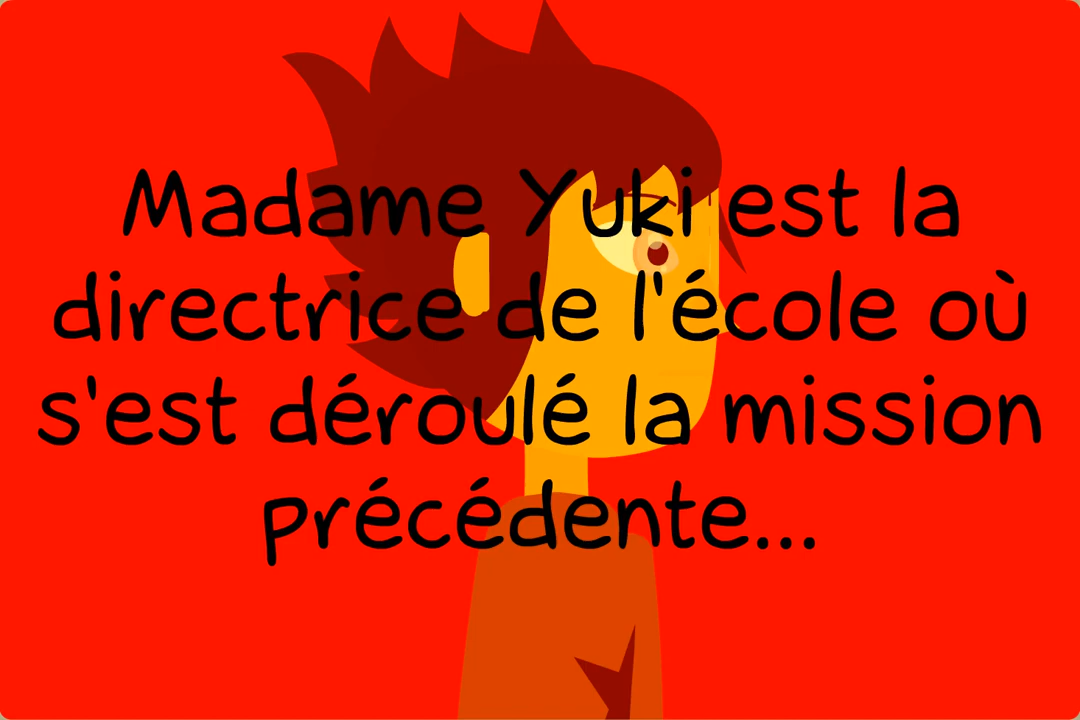 Madame Yuki est la
directrice de l'école où
s'est déroulé la mission
précédente...